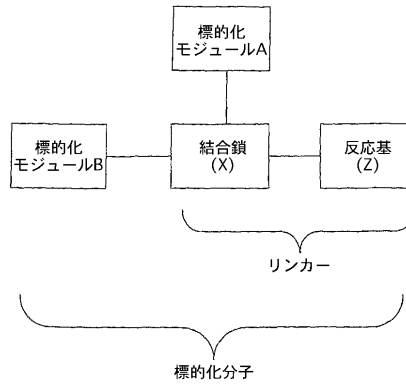 標的化
モジュールA
標的化
モジュールB
結合鎖
(X)
反応基
(Z)
リンカー
標的化分子